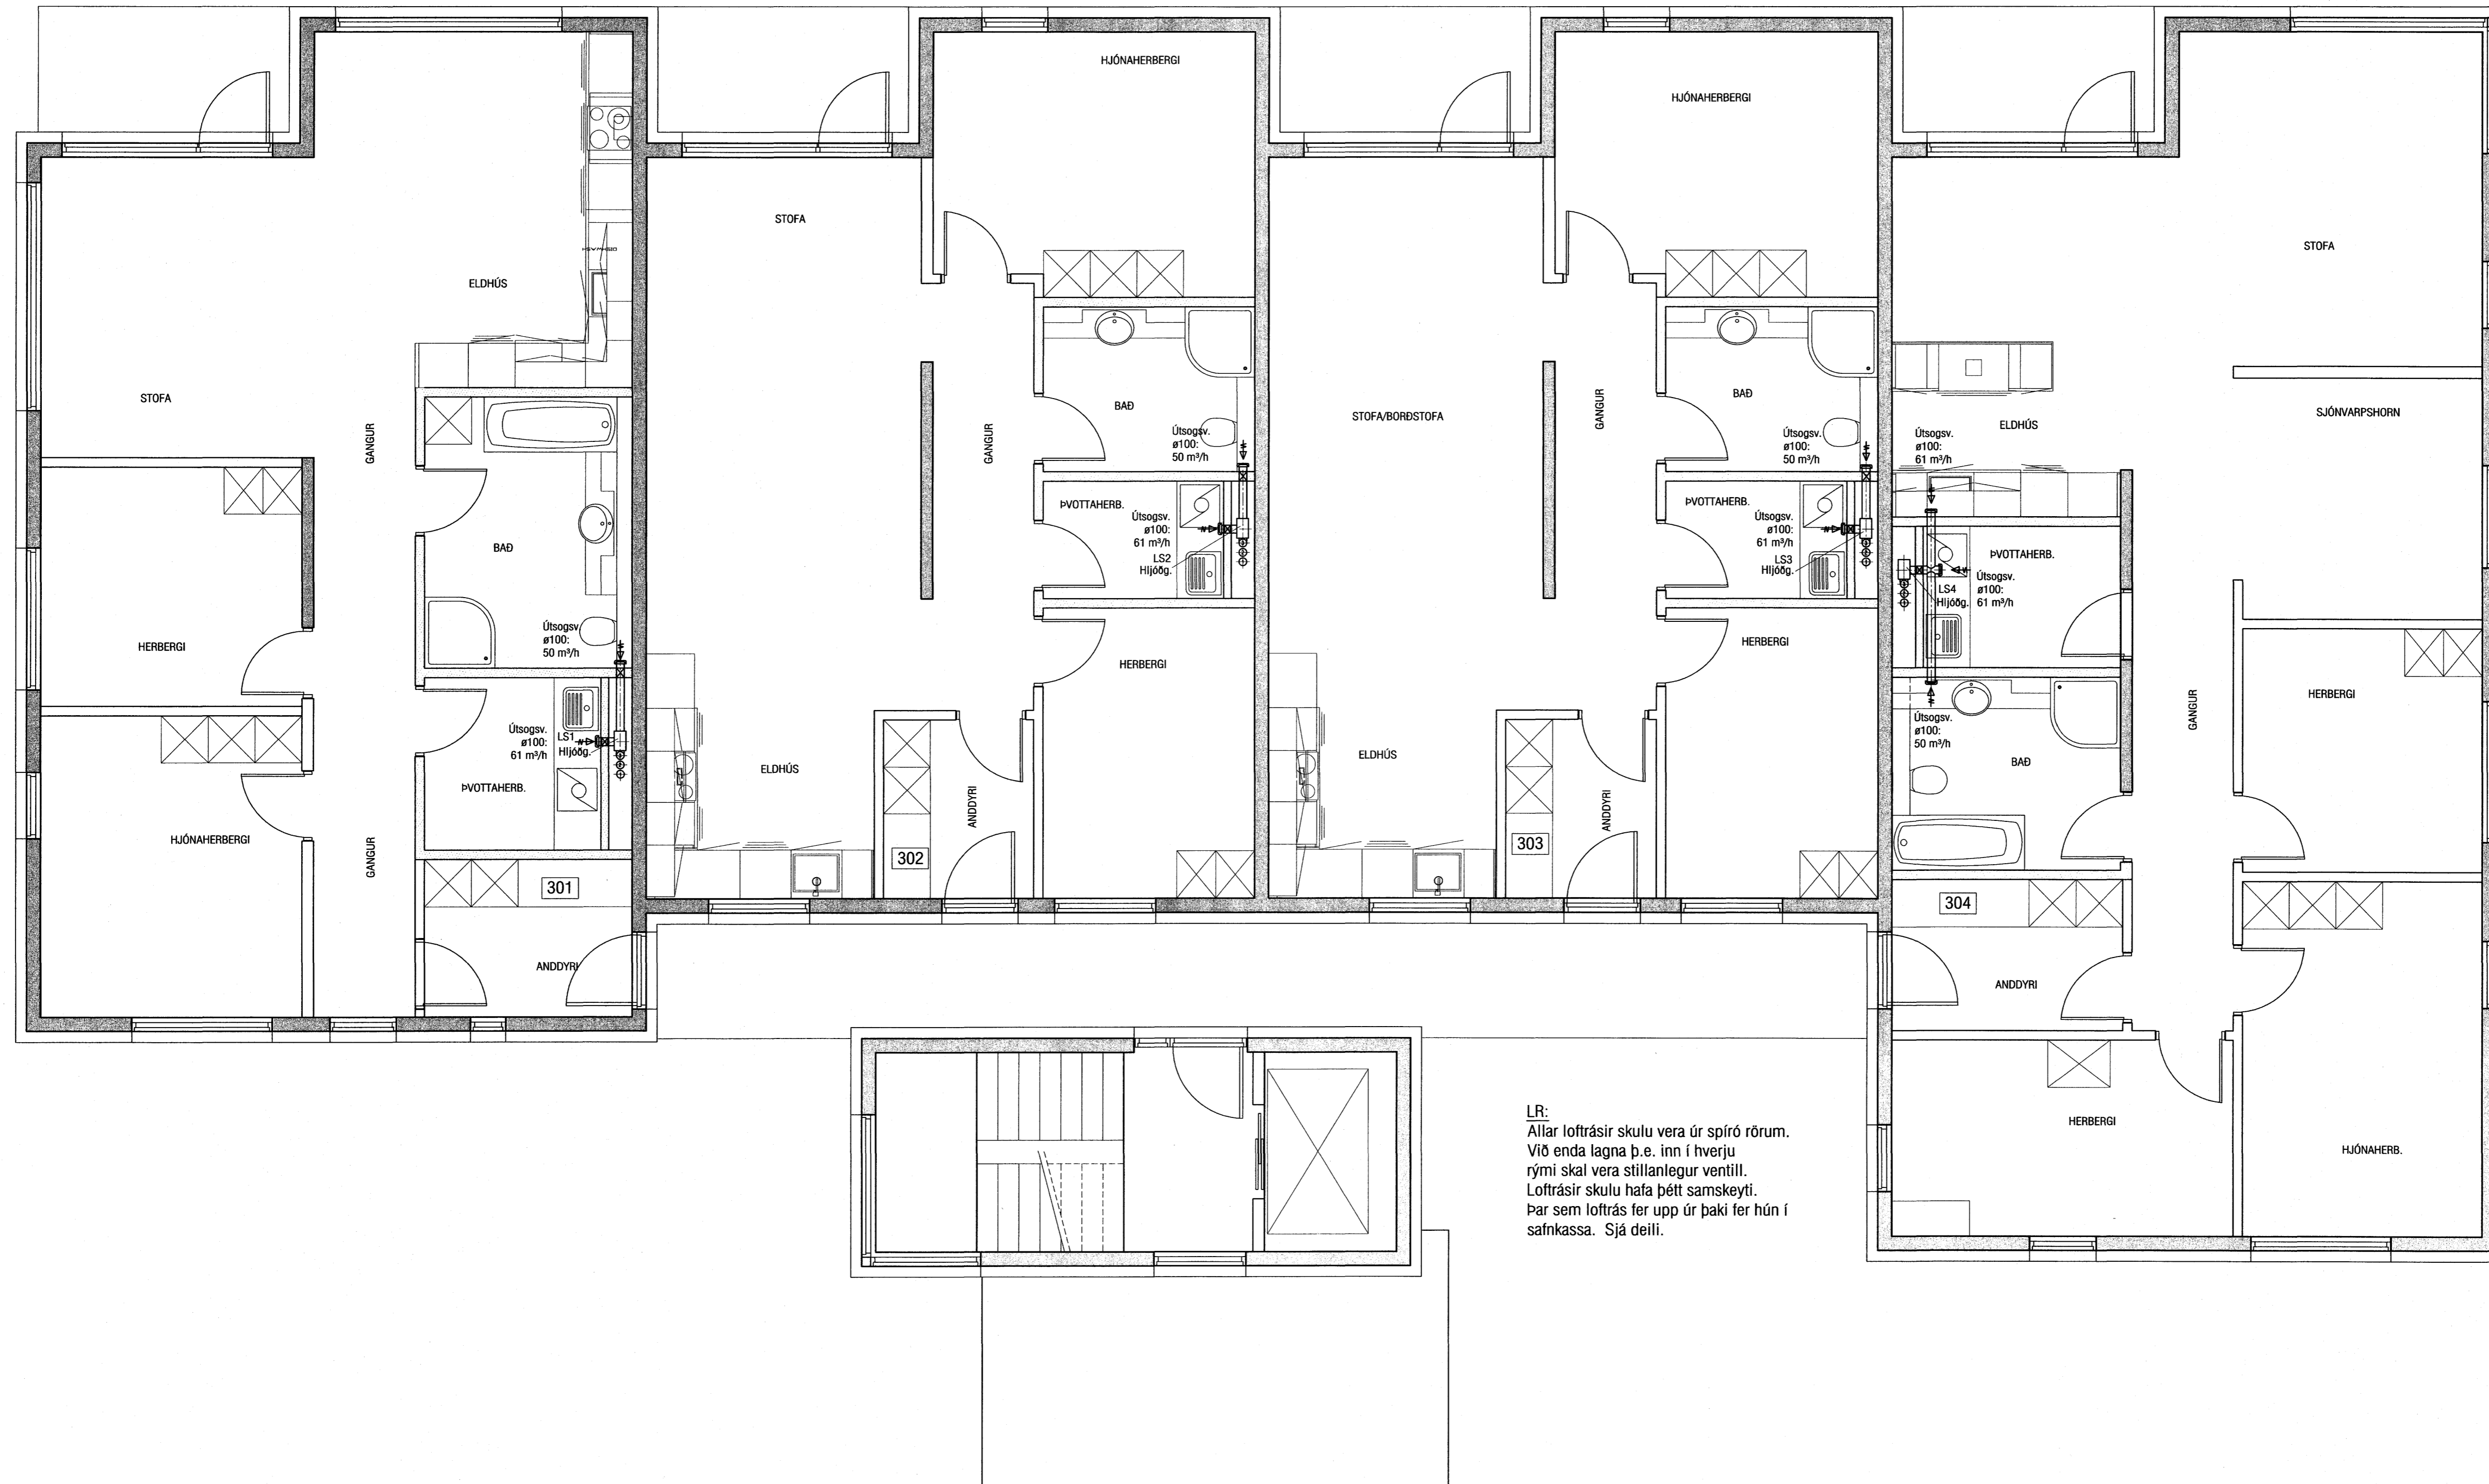 HJÓNAHERBERGI
HJÓNAHERBERGI
STOFA
STOFA
ELDHÚS
STOFA
GANGUR
BAÐ
Útsogsv.
ø100:
50 m³/h
GANGUR
STOFA/BORÐSTOFA
GANGUR
BAÐ
Útsogsv.
ø100:
50 m³/h
ELDHÚS
Útsogsv.
ø100:
61 m³/h
SJÓNVARPSHORN
BAÐ
Útsogsv.
ø100:
50 m³/h
ÞVOTTAHERB.
Útsogsv.
ø100:
61 m³/h
LS2
Hljóðg.
ÞVOTTAHERB.
Útsogsv.
ø100:
61 m³/h
LS3
Hljóðg.
ÞVOTTAHERB.
Útsogsv.
ø100:
61 m³/h
LS4
Hljóðg.
HERBERGI
HERBERGI
HERBERGI
HERBERGI
GANGUR
Útsogsv.
ø100:
61 m³/h
LS1
Hljóðg.
ÞVOTTAHERB.
Útsogsv.
ø100:
50 m³/h
BAÐ
ELDHÚS
ELDHÚS
HJÓNAHERBERGI
GANGUR
ANDDYRI
ANDDYRI
301
302
303
304
ANDDYRI
ANDDYRI
HERBERGI
HJÓNAHERB.
LR:
Allar loftrásir skulu vera úr spíró rörum.
Við enda lagna þ.e. inn í hverju
rými skal vera stillanlegur ventill.
Loftrásir skulu hafa þétt samskeyti.
Þar sem loftrás fer upp úr þaki fer hún í
safnkassa. Sjá deili.